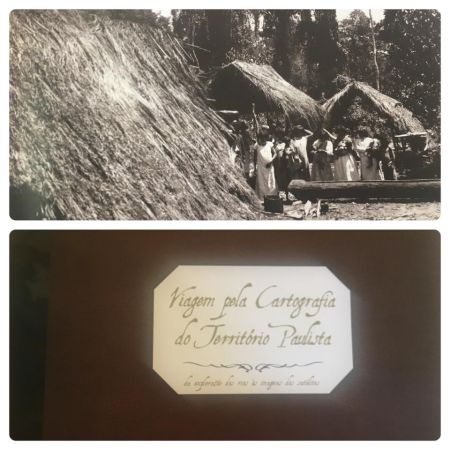 Viagem pela Cartografia
do Território Paulista
da exploração dos rios às imagens dos satélites